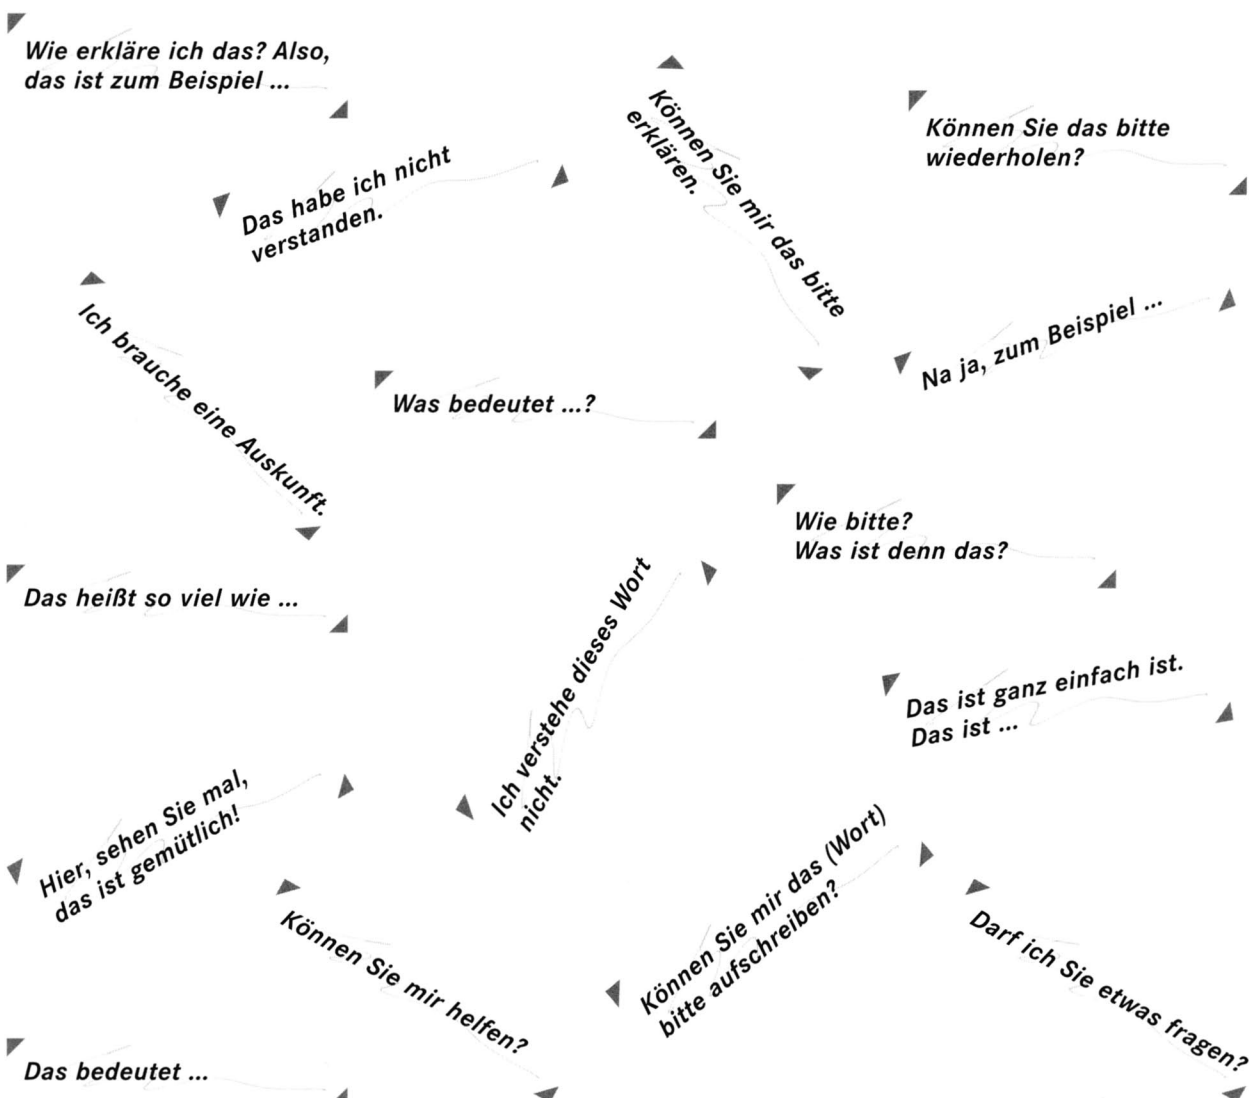 Wie erkläre ich das? Also,
das ist zum Beispiel ...
Das habe ich nicht
verstanden.
Können Sie mir das bitte
erklären.
Können Sie das bitte
wiederholen?
Ich brauche eine Auskunft.
Was bedeutet ...?
Na ja, zum Beispiel ...
Wie bitte?
Was ist denn das?
Das heißt so viel wie ...
Ich verstehe dieses Wort
nicht.
Das ist ganz einfach ist.
Das ist ...
Hier, sehen Sie mal,
das ist gemütlich!
Können Sie mir helfen?
Können Sie mir das (Wort)
bitte aufschreiben?
Darf ich Sie etwas fragen?
Das bedeutet ...